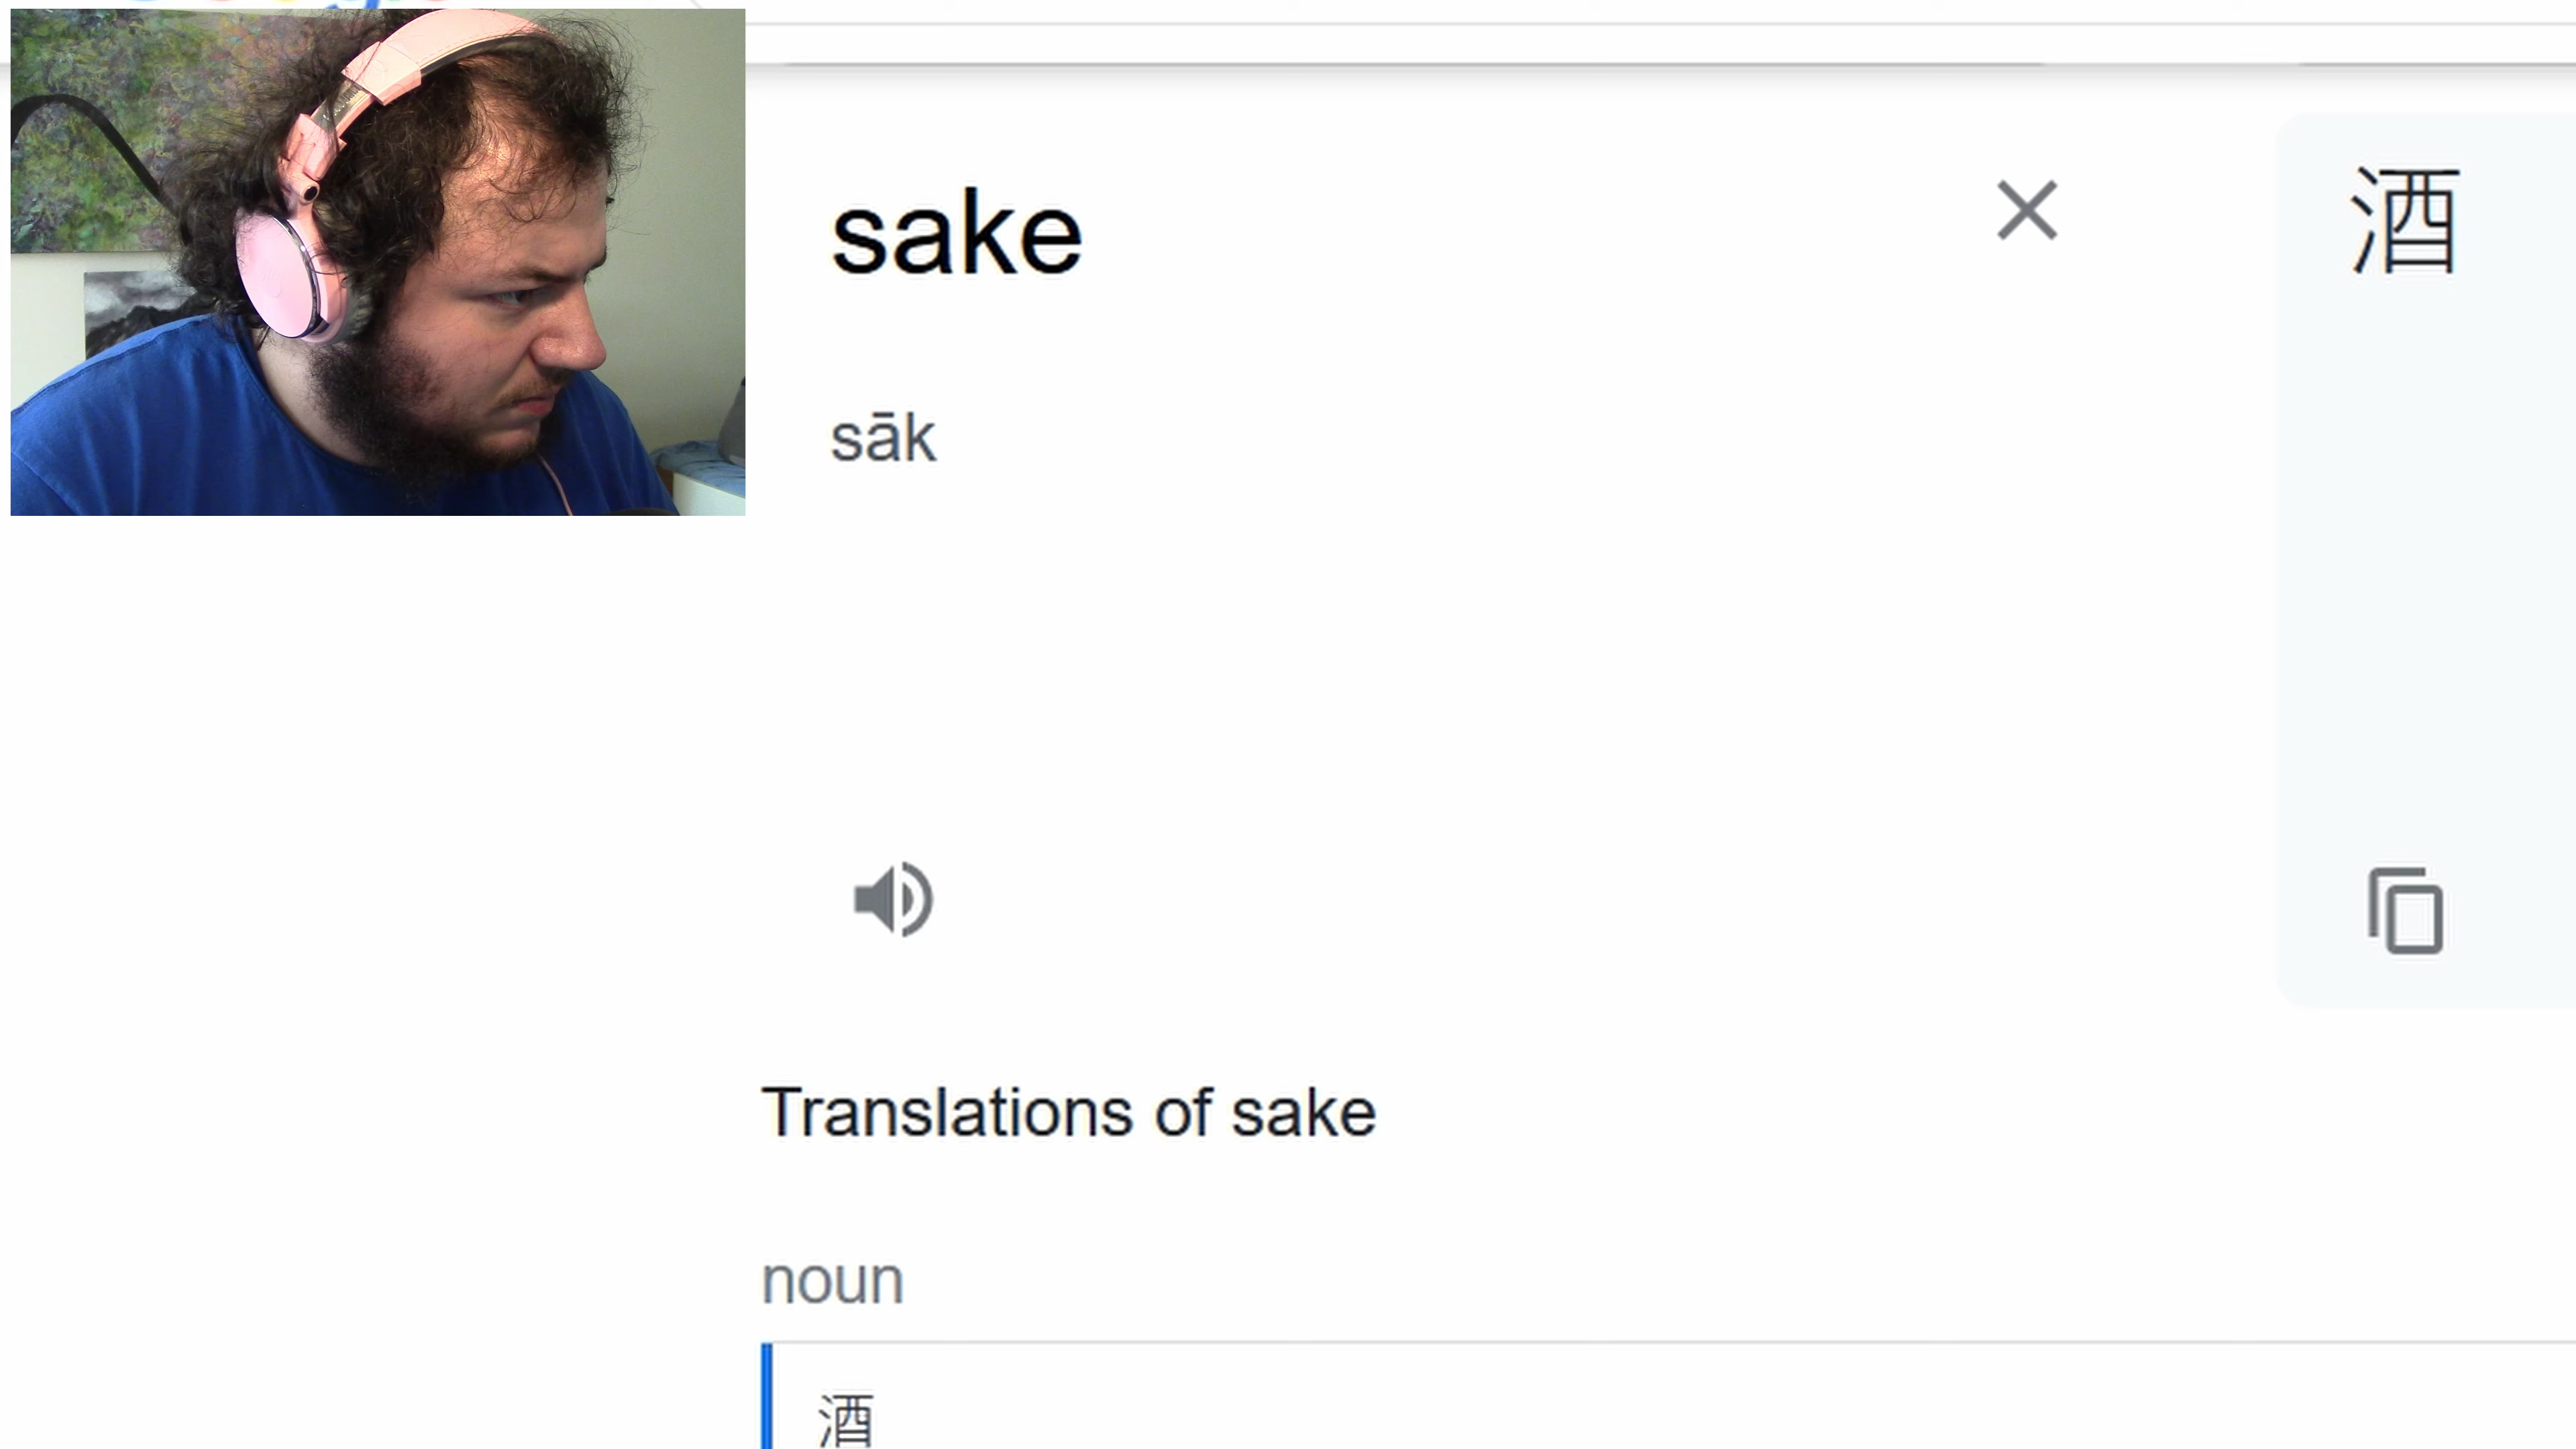 sake
酒
sāk
Translations of sake
noun
酒